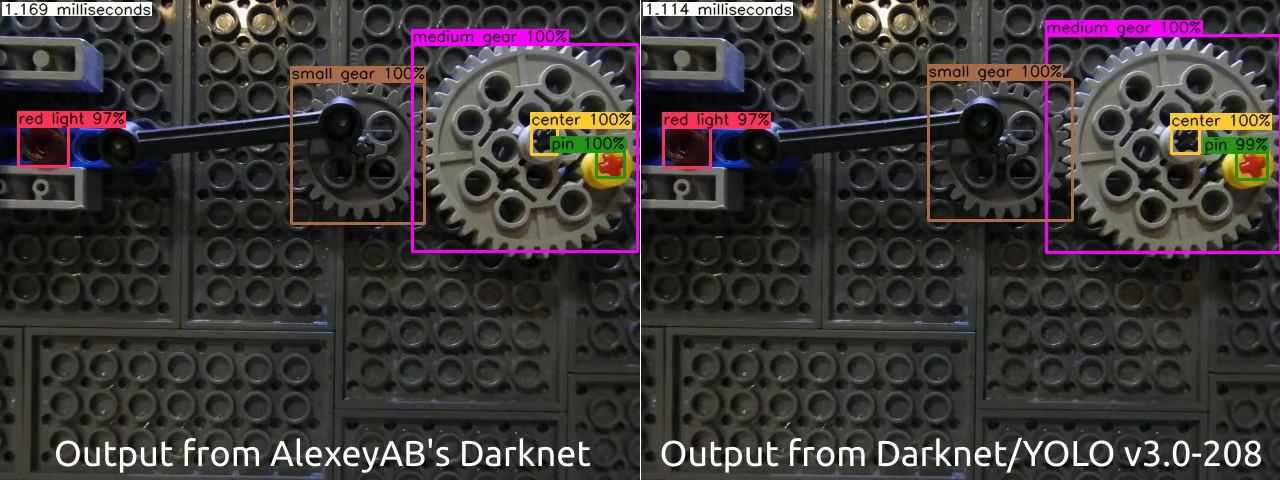 1.169 milliseconds
medium gear 100%
small gear 100%
red light 97%
center 100%
pin 100%
Output from AlexeyAB's Darknet
1.114 milliseconds
medium gear 100%
small gear 100%
red light 97%
center 100%
pin 99%
Output from Darknet/YOLO v3.0-208